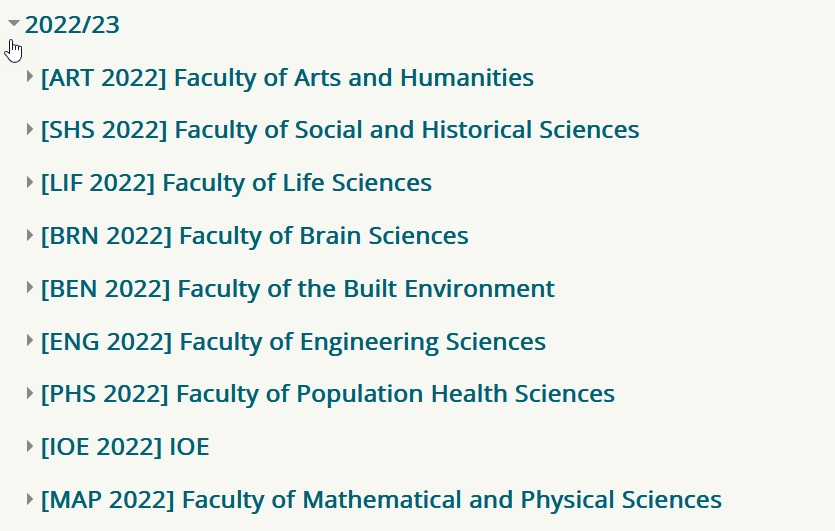 2022/23
[ART 2022] Faculty of Arts and Humanities
[SHS 2022] Faculty of Social and Historical Sciences
[LIF 2022] Faculty of Life Sciences
[BRN 2022] Faculty of Brain Sciences
[BEN 2022] Faculty of the Built Environment
[ENG 2022] Faculty of Engineering Sciences
[PHS 2022] Faculty of Population Health Sciences
[IOE 2022] IOE
[MAP 2022] Faculty of Mathematical and Physical Sciences